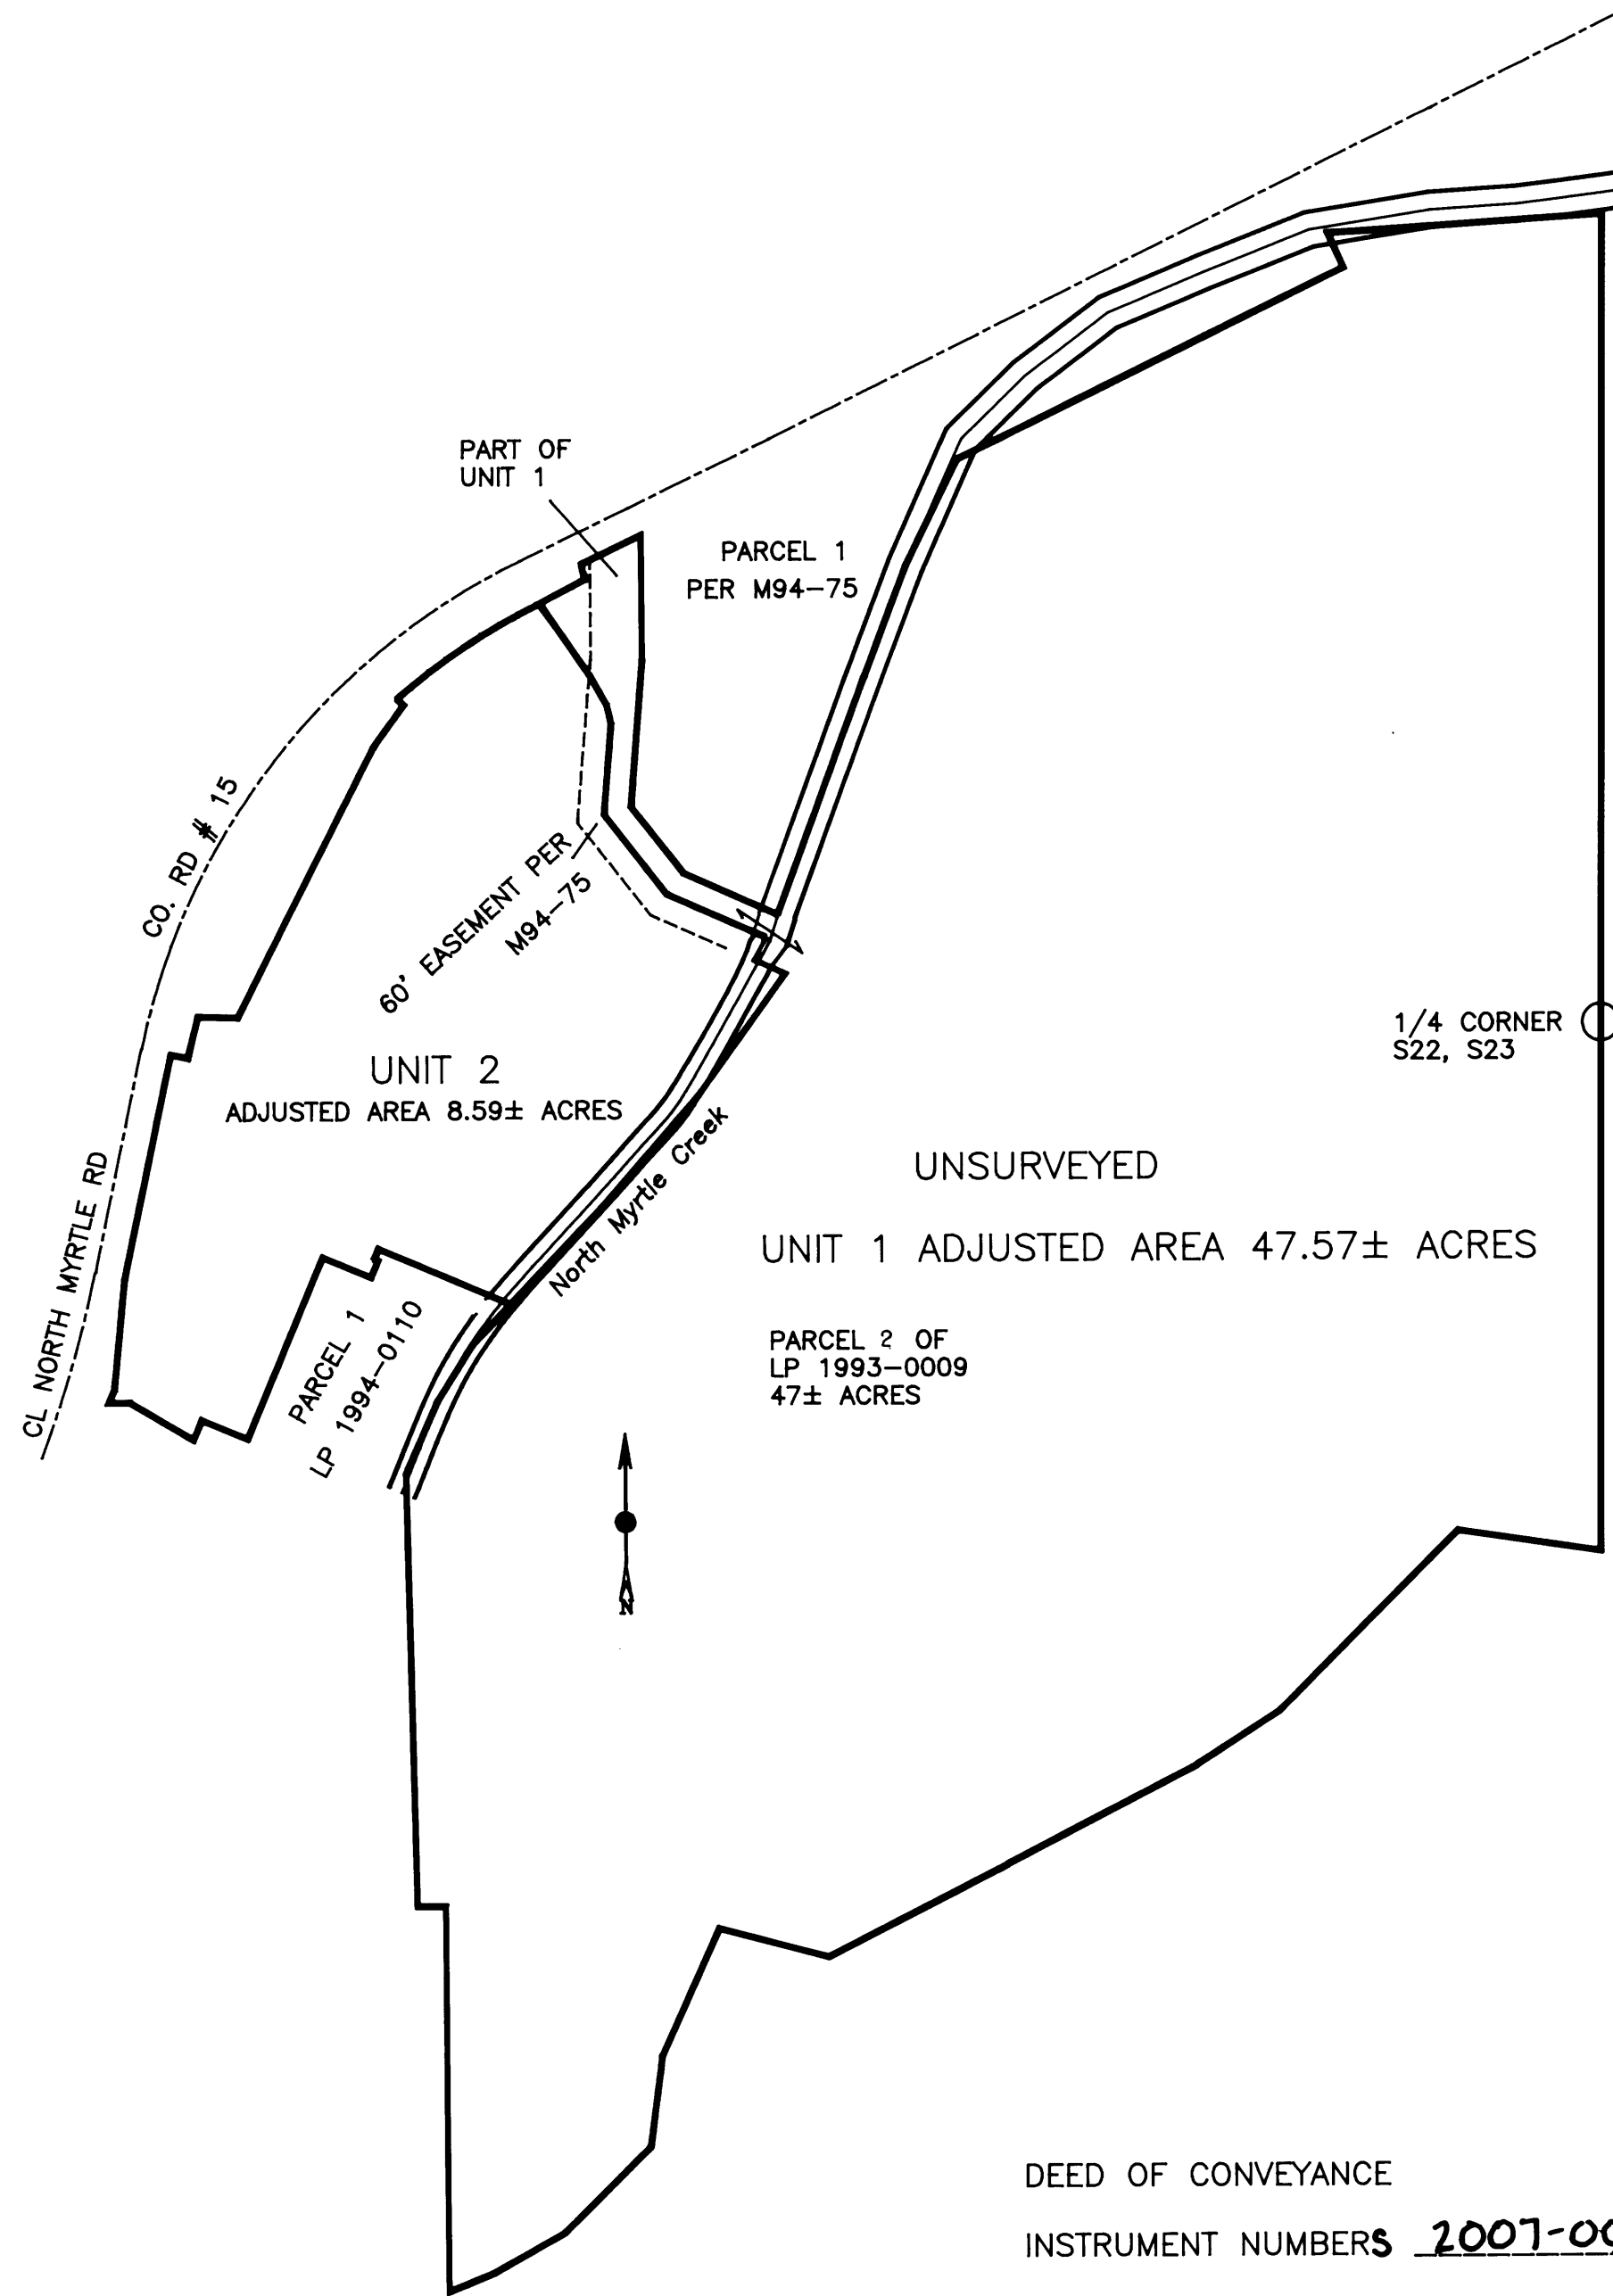 PART OF
UNIT 1
PARCEL 1
PER M94-75
CO. RD # 15
60' EASEMENT PER
M94-75
1/4 CORNER
S22, S23
UNIT 2
ADJUSTED AREA 8.59± ACRES
North Myrtle Creek
UNSURVEYED
UNIT 1 ADJUSTED AREA 47.57± ACRES
CL NORTH MYRTLE RD
PARCEL 1
LP 1994-0110
PARCEL 2 OF
LP 1993-0009
47± ACRES
N
DEED OF CONVEYANCE
INSTRUMENT NUMBERS 2007-00